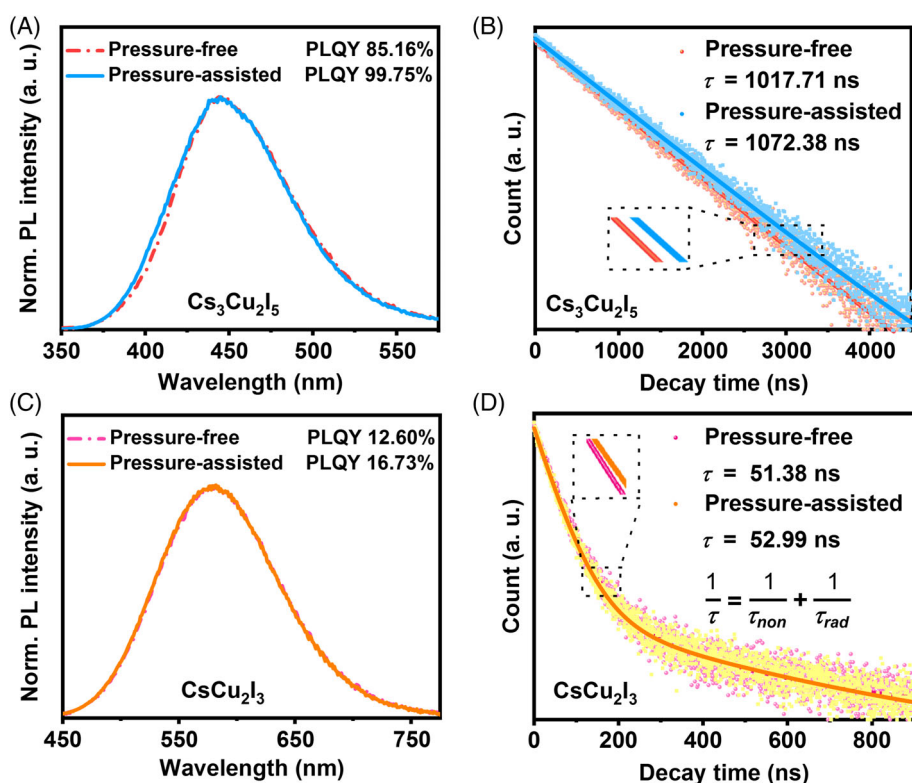 (A)
Pressure-free PLQY 85.16%
Pressure-assisted PLQY 99.75%
Norm. PL intensity (a. u.)
Cs₃Cu₂I₅
350 400 450 500 550
Wavelength (nm)
(B)
Pressure-free
τ = 1017.71 ns
Pressure-assisted
τ = 1072.38 ns
Count (a. u.)
Cs₃Cu₂I₅
0 1000 2000 3000 4000
Decay time (ns)
(C)
Pressure-free PLQY 12.60%
Pressure-assisted PLQY 16.73%
Norm. PL intensity (a. u.)
CsCu₂I₃
450 550 650 750
Wavelength (nm)
(D)
Pressure-free
τ = 51.38 ns
Pressure-assisted
τ = 52.99 ns
1/τ = 1/τnon + 1/τrad
Count (a. u.)
CsCu₂I₃
0 200 400 600 800
Decay time (ns)